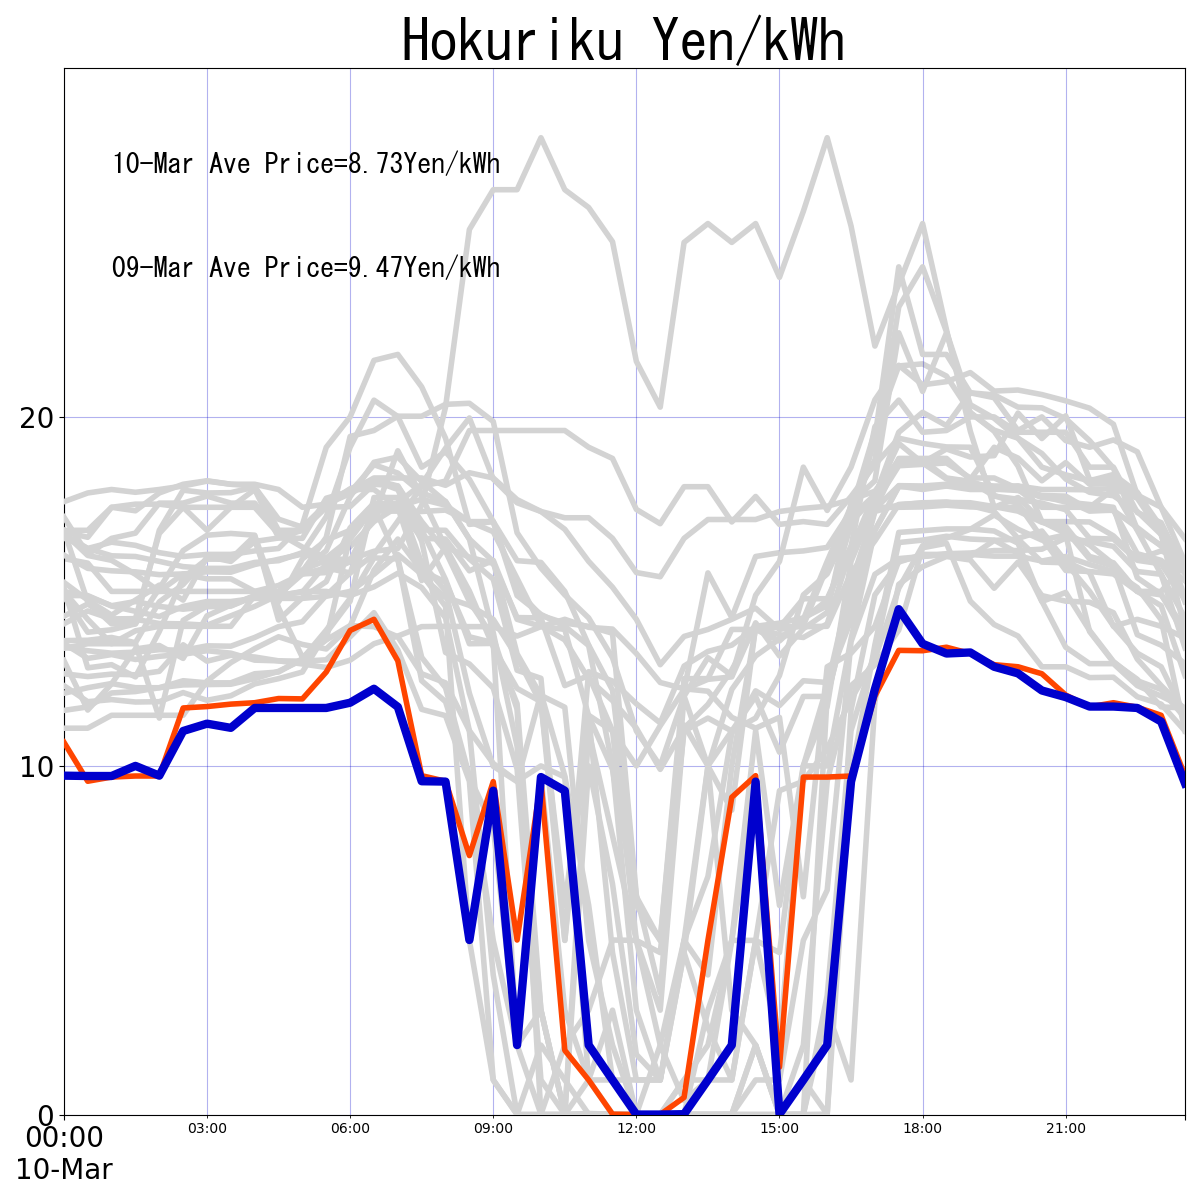 Hokuriku Yen/kWh
10-Mar Ave Price=8.73Yen/kWh
09-Mar Ave Price=9.47Yen/kWh
20
10
0
00:00 03:00 06:00 09:00 12:00 15:00 18:00 21:00
10-Mar